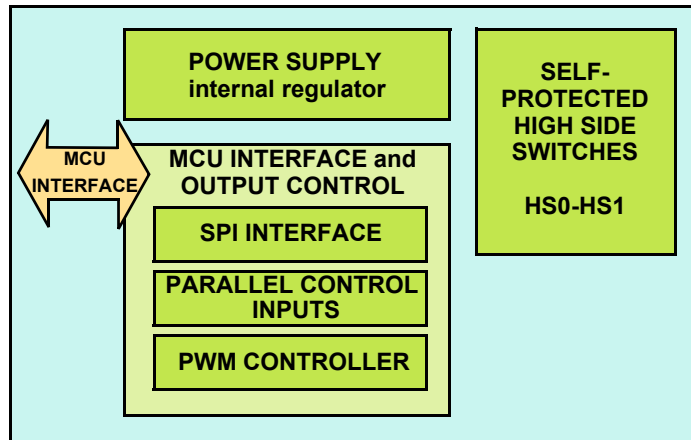 POWER SUPPLY
internal regulator
SELF-
PROTECTED
HIGH SIDE
SWITCHES
HS0-HS1
MCU
INTERFACE
MCU INTERFACE and
OUTPUT CONTROL
SPI INTERFACE
PARALLEL CONTROL
INPUTS
PWM CONTROLLER